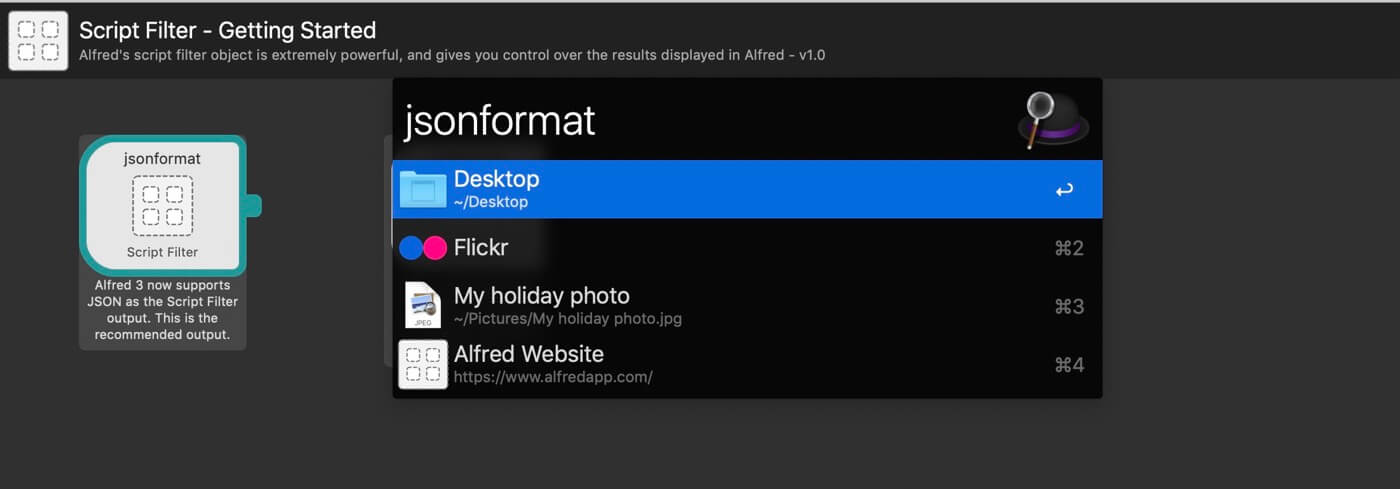 Script Filter - Getting Started
Alfred's script filter object is extremely powerful, and gives you control over the results displayed in Alfred - v1.0
jsonformat
Script Filter
Alfred 3 now supports
JSON as the Script Filter
output. This is the
recommended output.
jsonformat
Desktop
~/Desktop
↩
Flickr
⌘2
My holiday photo
~/Pictures/My holiday photo.jpg
⌘3
JPEG
Alfred Website
https://www.alfredapp.com/
⌘4